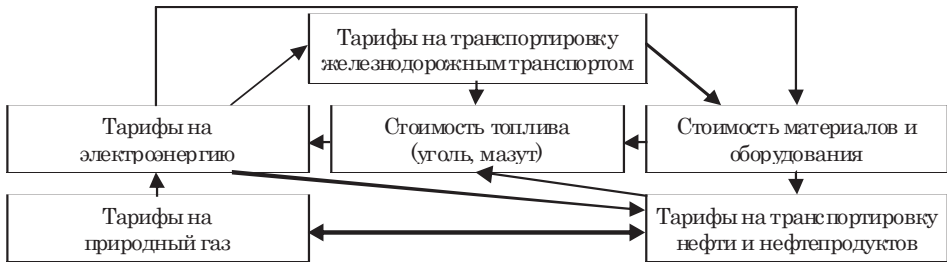 Тарифы на транспортировку
железнодорожным транспортом
Тарифы на
электроэнергию
Стоимость топлива
(уголь, мазут)
Стоимость материалов и
оборудования
Тарифы на
природный газ
Тарифы на транспортировку
нефти и нефтепродуктов